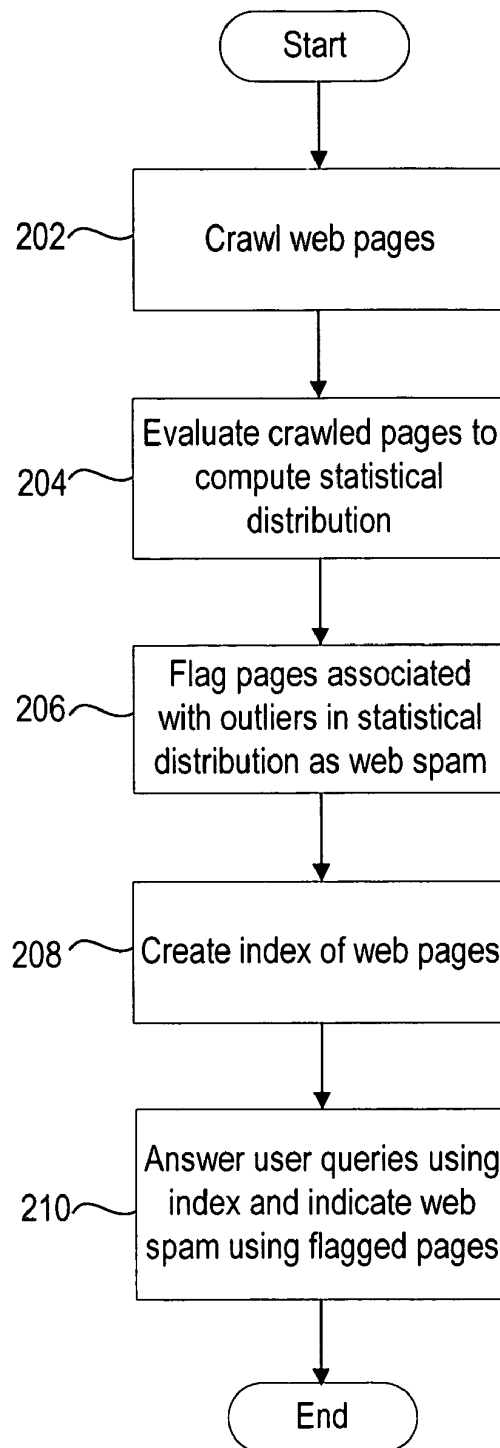 Start
202
Crawl web pages
204
Evaluate crawled pages to
compute statistical
distribution
206
Flag pages associated
with outliers in statistical
distribution as web spam
208
Create index of web pages
210
Answer user queries using
index and indicate web
spam using flagged pages
End